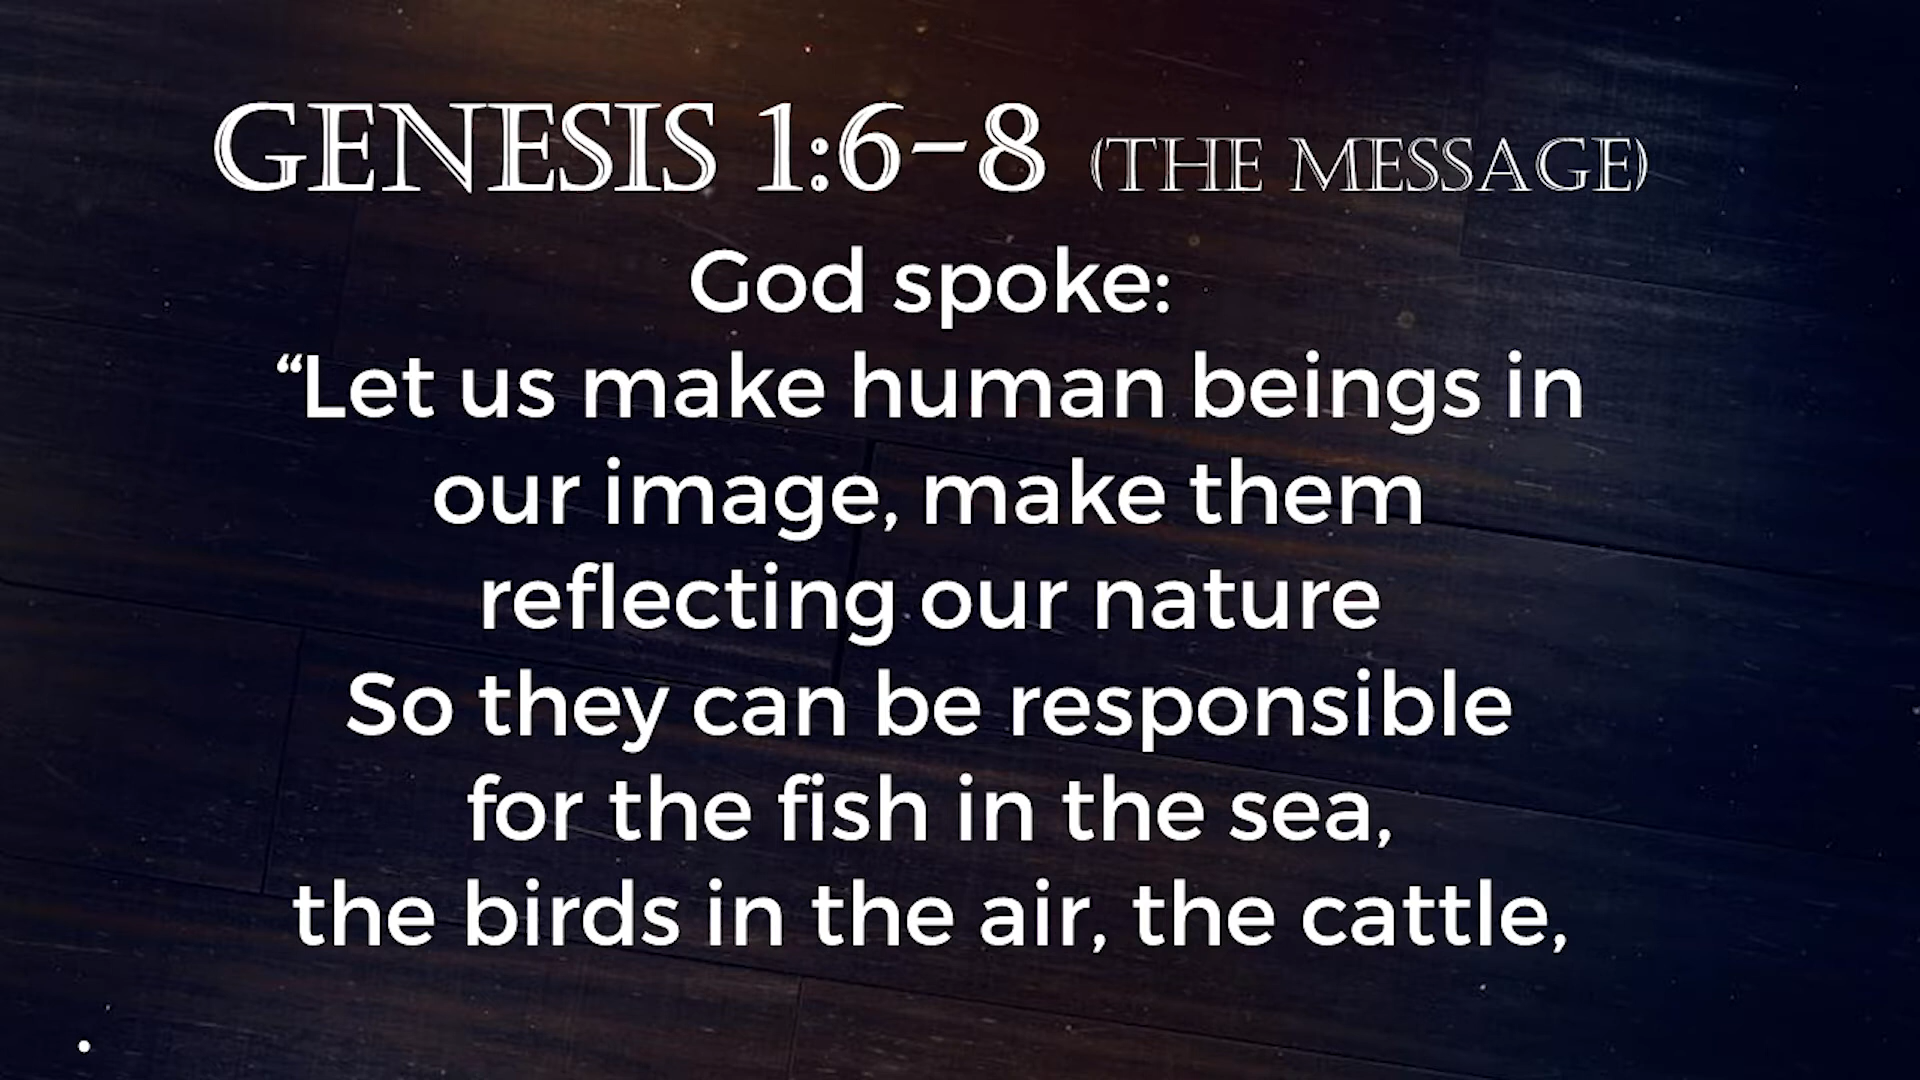 GENESIS 1:6-8 (THE MESSAGE)
God spoke:
“Let us make human beings in
our image, make them
reflecting our nature
So they can be responsible
for the fish in the sea,
the birds in the air, the cattle,